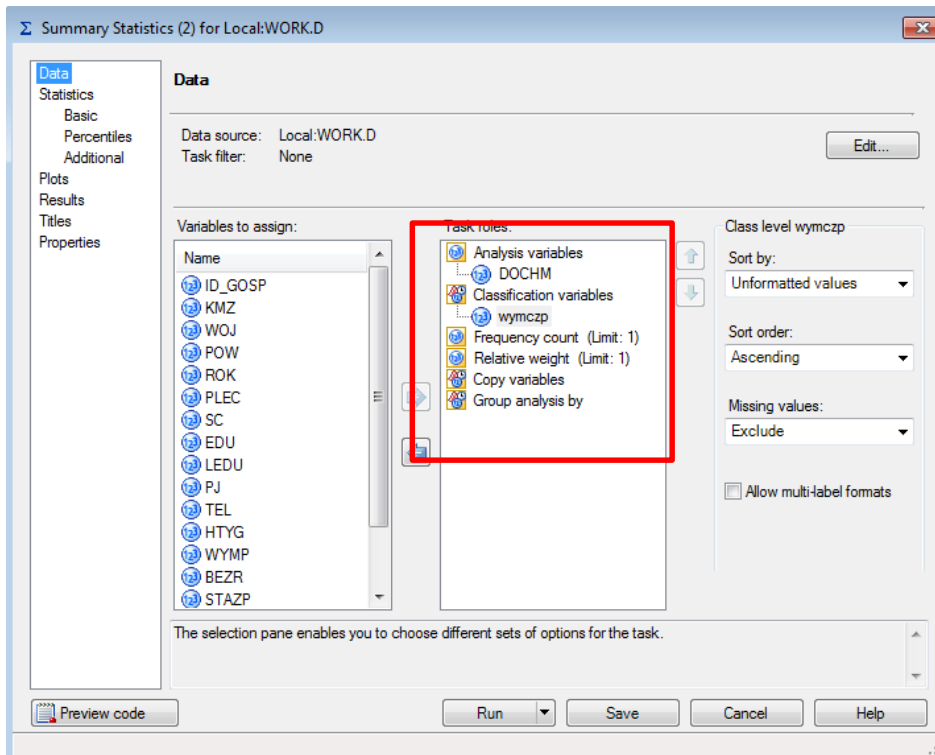 Σ Summary Statistics (2) for Local:WORK.D
Data
Statistics
Basic
Percentiles
Additional
Plots
Results
Titles
Properties
Data
Data source: Local:WORK.D
Task filter: None
Edit...
Variables to assign:
Name
ID_GOSP
KMZ
WOJ
POW
ROK
PLEC
SC
EDU
LEDU
PJ
TEL
HTYG
WYMP
BEZR
STAZP
Task roles:
Analysis variables
DOCHM
Classification variables
wymczp
Frequency count (Limit: 1)
Relative weight (Limit: 1)
Copy variables
Group analysis by
Class level wymczp
Sort by:
Unformatted values
Sort order:
Ascending
Missing values:
Exclude
Allow multi-label formats
The selection pane enables you to choose different sets of options for the task.
Preview code
Run
Save
Cancel
Help